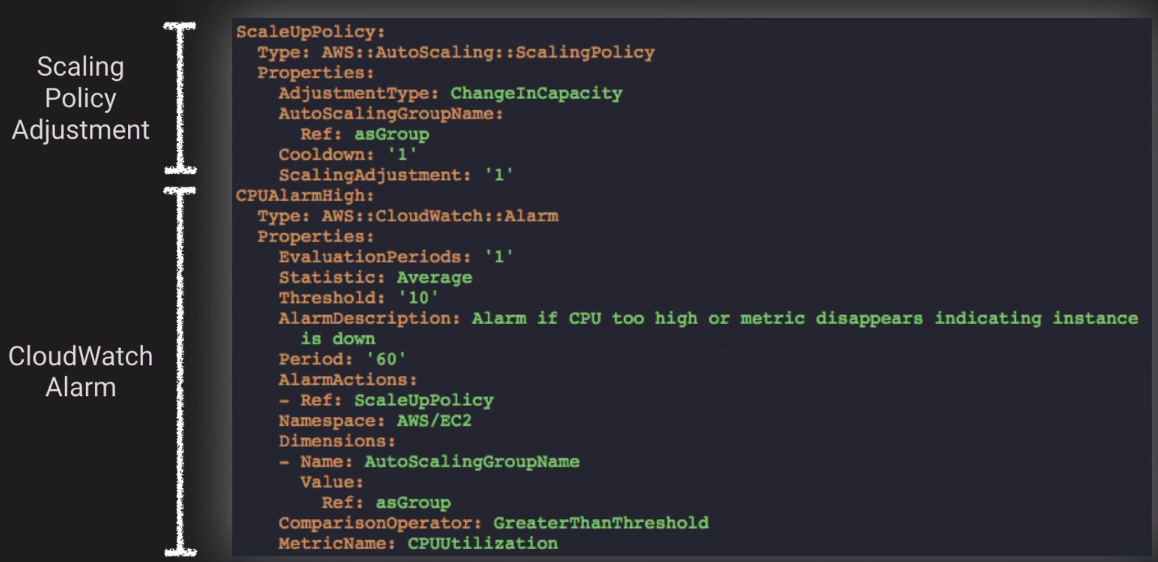 Scaling
Policy
Adjustment
ScaleUpPolicy:
Type: AWS::AutoScaling::ScalingPolicy
Properties:
AdjustmentType: ChangeInCapacity
AutoScalingGroupName:
Ref: asGroup
Cooldown: '1'
ScalingAdjustment: '1'
CloudWatch
Alarm
CPUAlarmHigh:
Type: AWS::CloudWatch::Alarm
Properties:
EvaluationPeriods: '1'
Statistic: Average
Threshold: '10'
AlarmDescription: Alarm if CPU too high or metric disappears indicating instance
is down
Period: '60'
AlarmActions:
- Ref: ScaleUpPolicy
Namespace: AWS/EC2
Dimensions:
- Name: AutoScalingGroupName
Value:
Ref: asGroup
ComparisonOperator: GreaterThanThreshold
MetricName: CPUUtilization